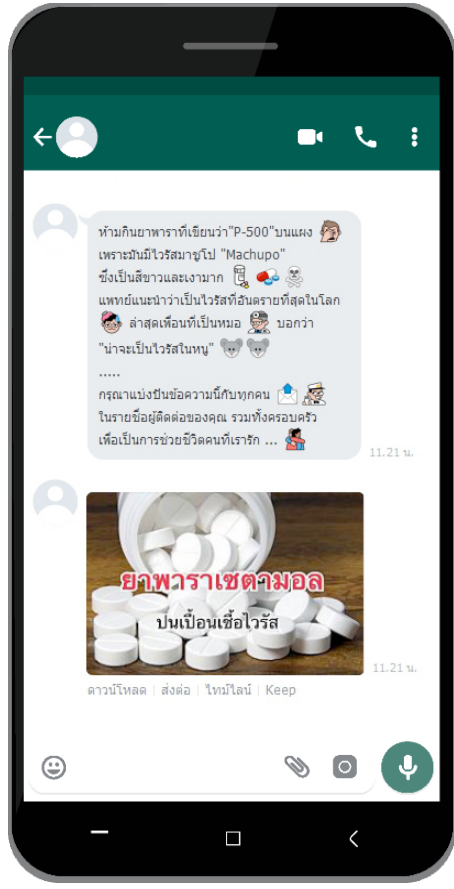 ห้ามกินยาพาราที่เขียนว่า"P-500"บนแผง
เพราะมันมีไวรัสมาชูโป "Machupo"
ซึ่งเป็นสีขาวและเงามาก
แพทย์แนะนำว่าเป็นไวรัสที่อันตรายที่สุดในโลก
ล่าสุดเพื่อนที่เป็นหมอ บอกว่า
"น่าจะเป็นไวรัสในหนู"
.....
กรุณาแบ่งปันข้อความนี้กับทุกคน
ในรายชื่อผู้ติดต่อของคุณ รวมทั้งครอบครัว
เพื่อเป็นการช่วยชีวิตคนที่เรารัก ...
11.21 น.
ยาพาราเซตามอล
ปนเปื้อนเชื้อไวรัส
11.21 น.
ดาวน์โหลด | ส่งต่อ | ไทม์ไลน์ | Keep